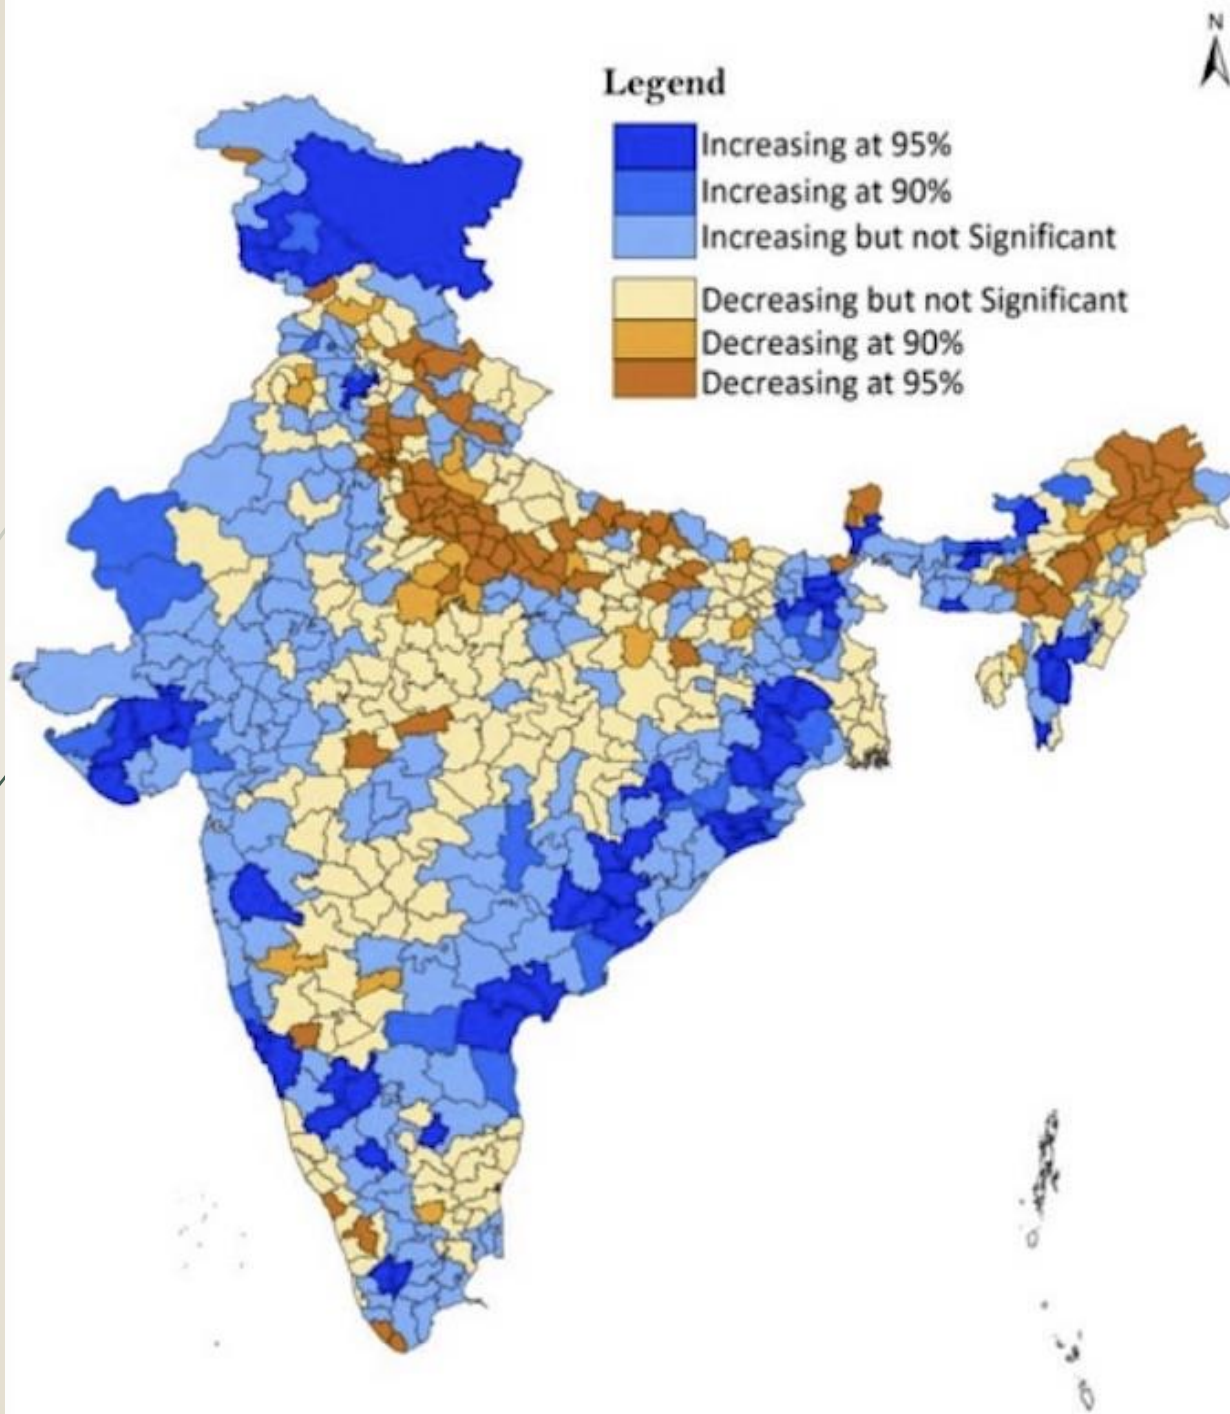 N
Legend
Increasing at 95%
Increasing at 90%
Increasing but not Significant
Decreasing but not Significant
Decreasing at 90%
Decreasing at 95%